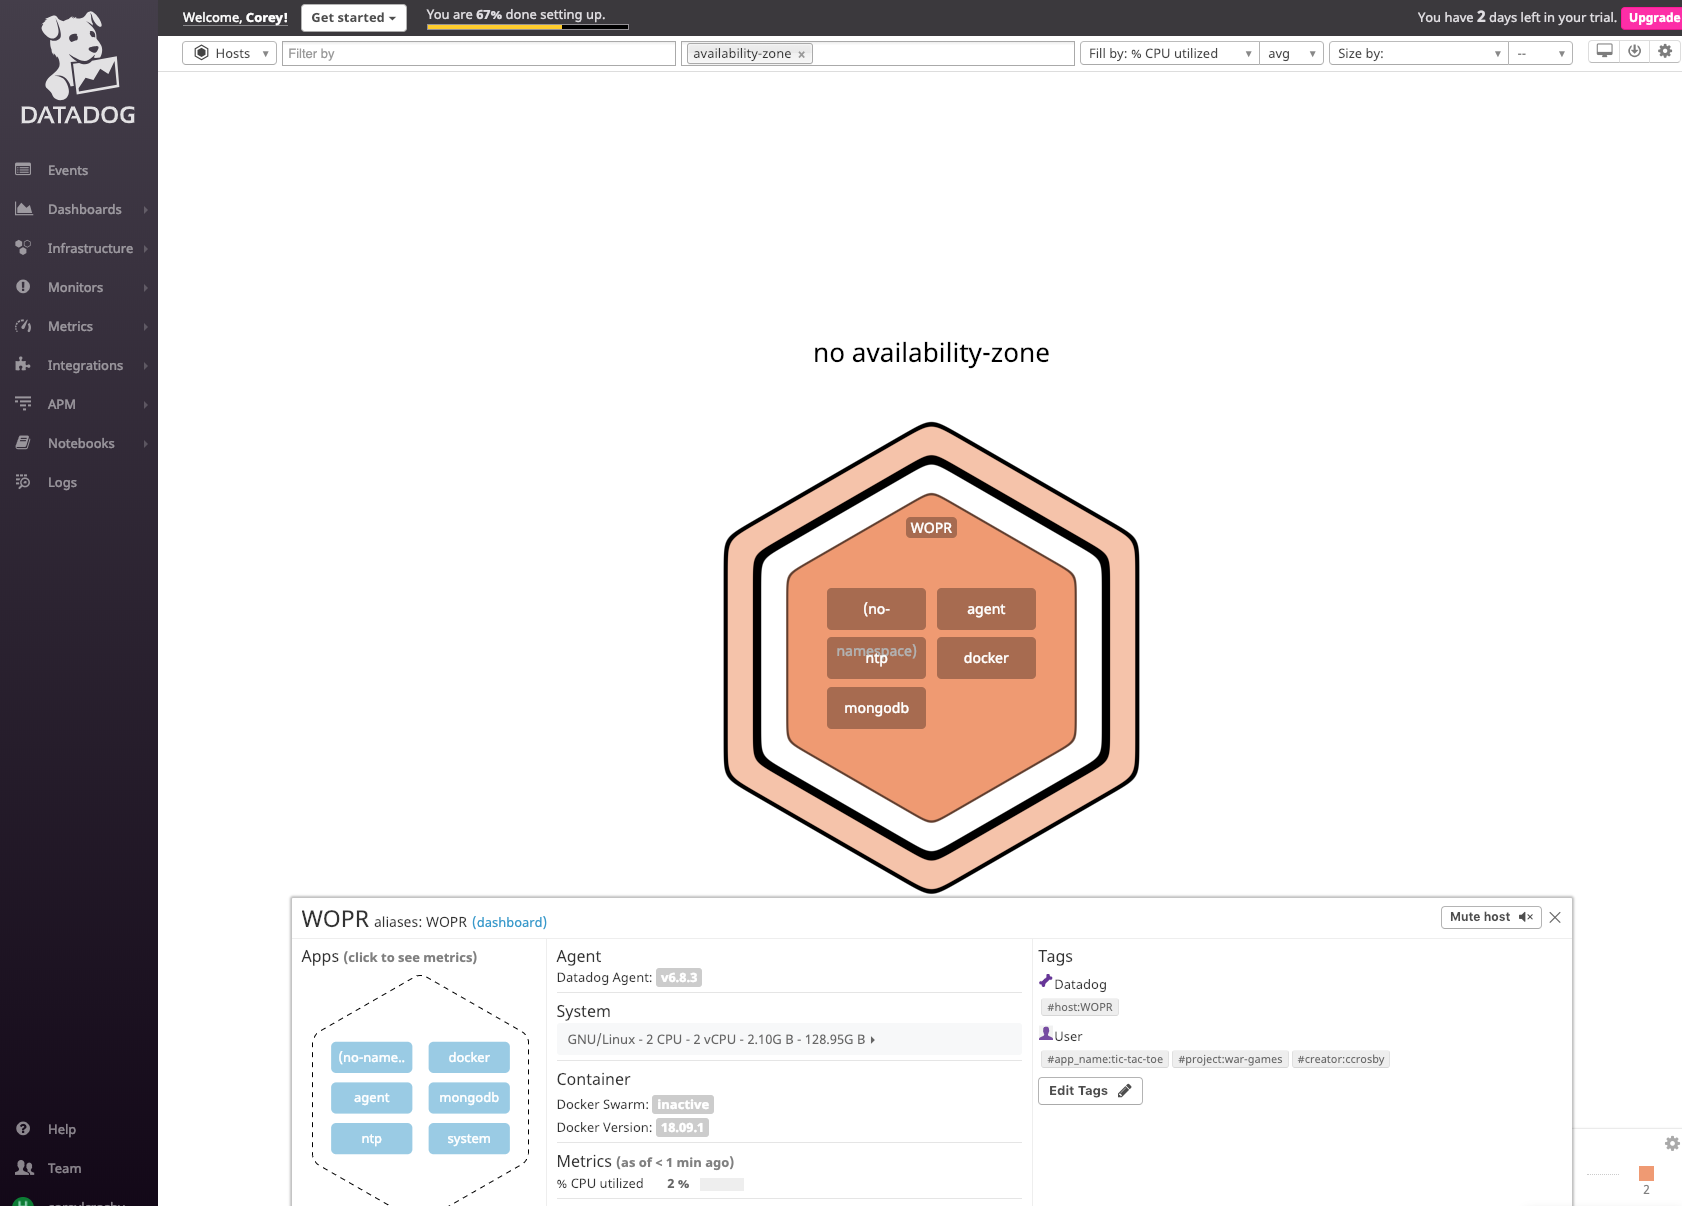 Welcome, Corey!
Get started
You are 67% done setting up.
You have 2 days left in your trial.
Upgrade
DATADOG
Hosts
Filter by
availability-zone ×
Fill by: % CPU utilized
avg
Size by:
--
Events
Dashboards
Infrastructure
Monitors
Metrics
Integrations
APM
Notebooks
Logs
Help
Team
no availability-zone
WOPR
(no-
namespace)
agent
ntp
docker
mongodb
WOPR aliases: WOPR (dashboard)
Mute host
Apps (click to see metrics)
(no-name..
docker
agent
mongodb
ntp
system
Agent
Datadog Agent: v6.8.3
System
GNU/Linux - 2 CPU - 2 vCPU - 2.10G B - 128.95G B
Container
Docker Swarm: inactive
Docker Version: 18.09.1
Metrics (as of < 1 min ago)
% CPU utilized 2 %
Tags
Datadog
#host:WOPR
User
#app_name:tic-tac-toe #project:war-games #creator:ccrosby
Edit Tags
2